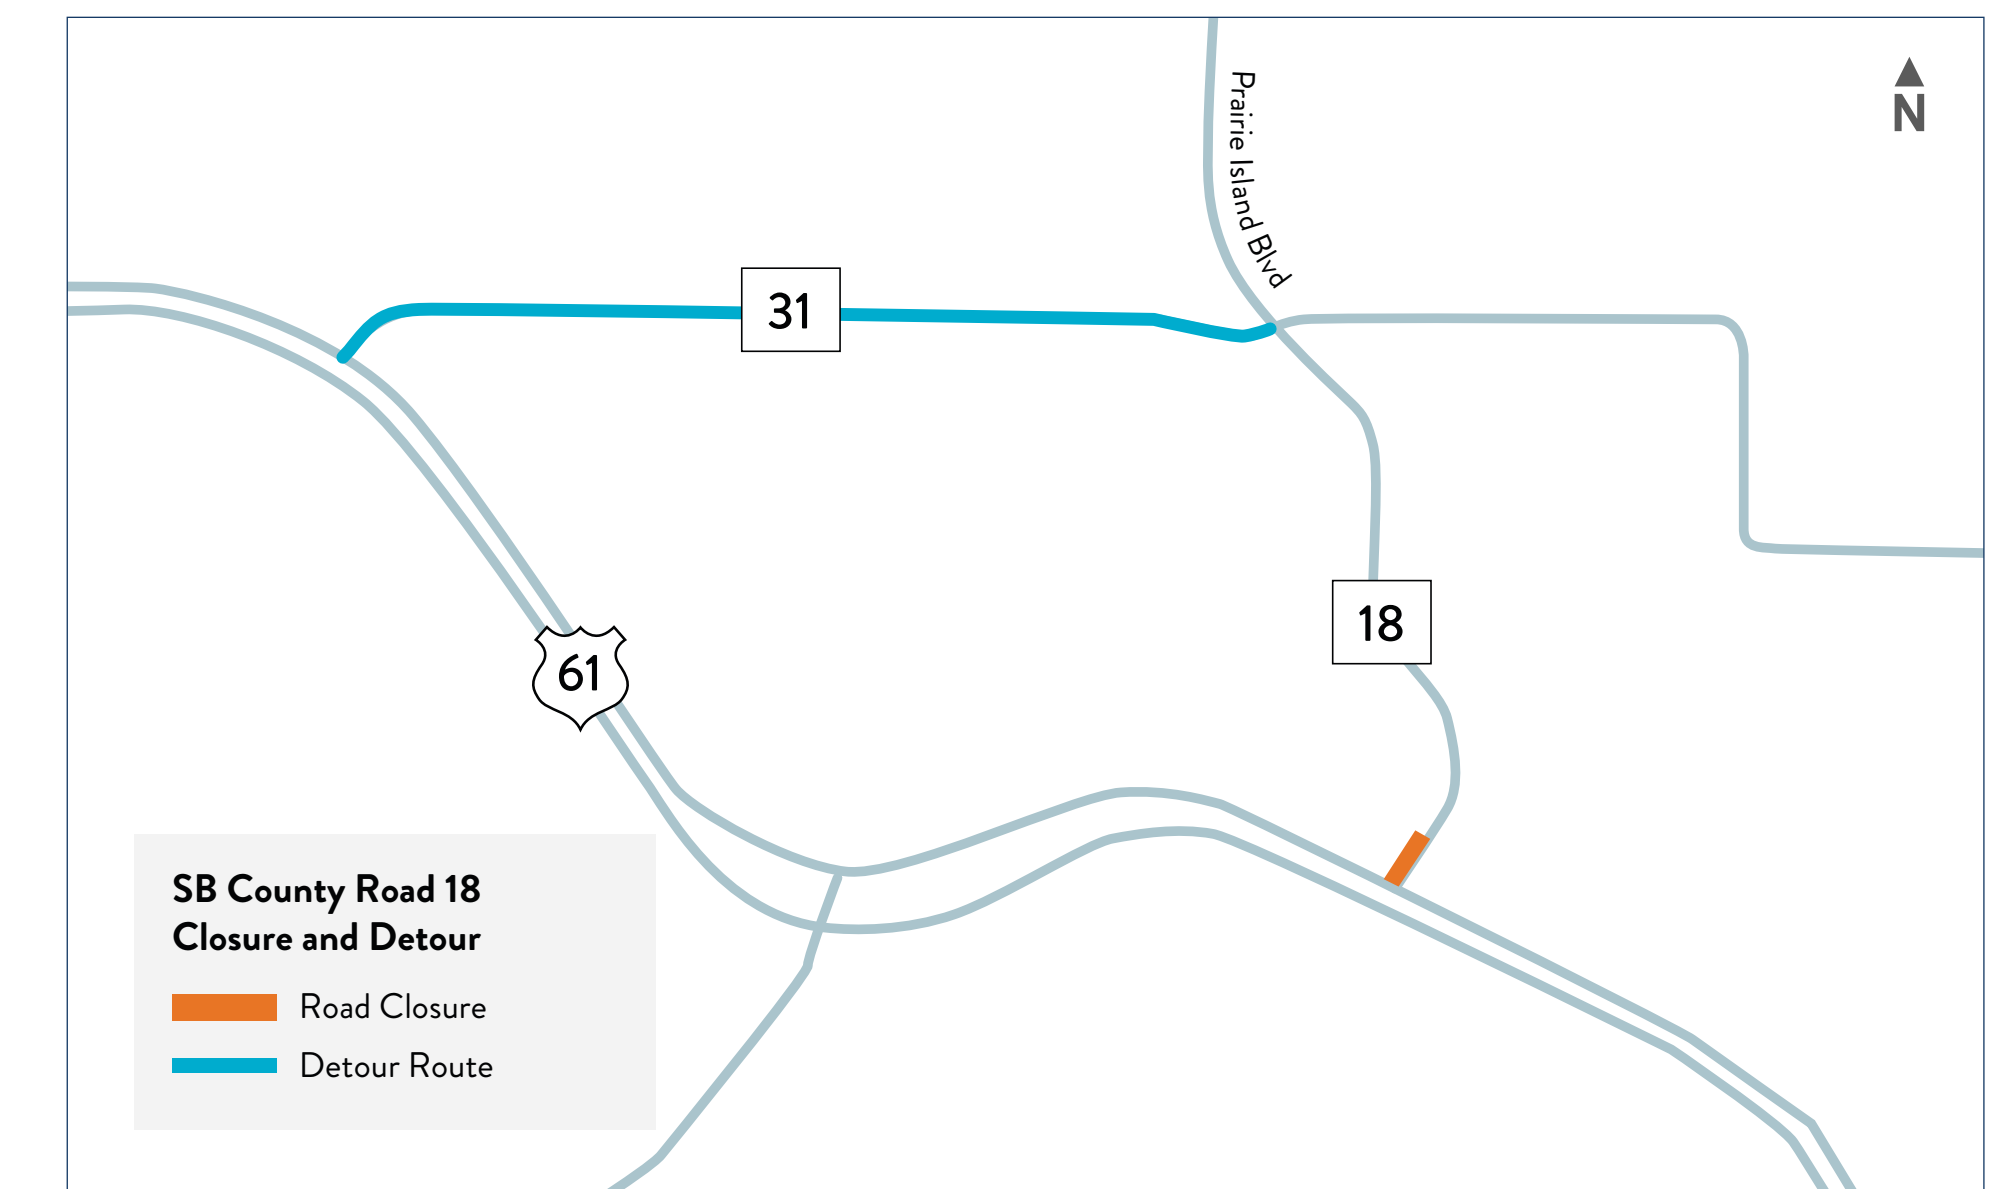 Prairie Island Blvd
N
31
18
61
SB County Road 18
Closure and Detour
Road Closure
Detour Route